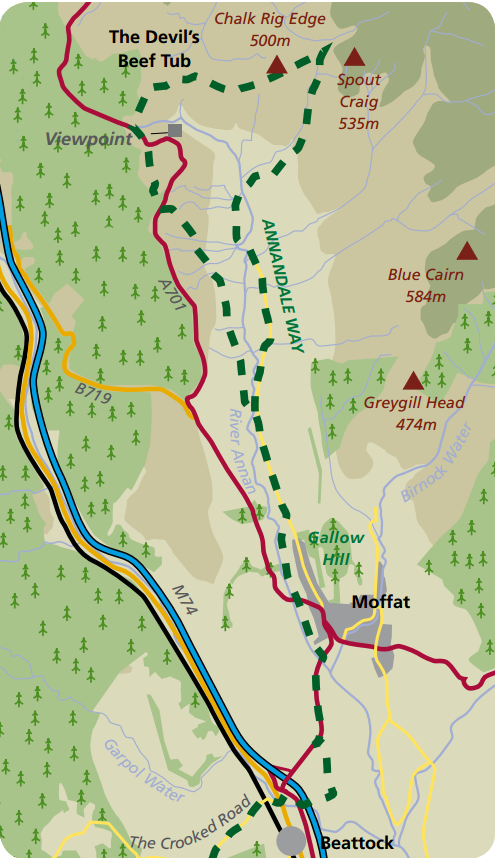 Chalk Rig Edge
500m
The Devil's
Beef Tub
Spout
Craig
535m
Viewpoint
ANNANDALE WAY
Blue Cairn
584m
A701
B719
Greygill Head
474m
River Annan
Birnock Water
Gallow
Hill
M74
Moffat
Garpol Water
The Crooked Road
Beattock